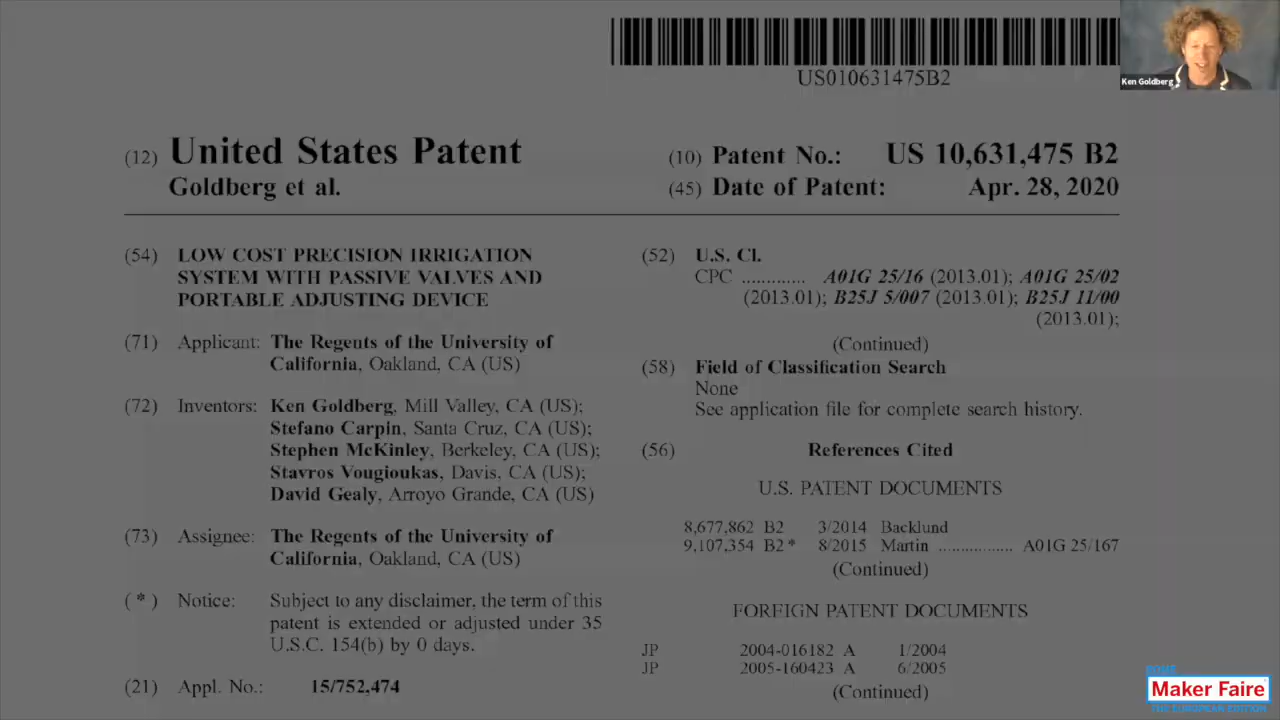 US010631475B2
Ken Goldberg
(12) United States Patent
Goldberg et al.
(10) Patent No.: US 10,631,475 B2
(45) Date of Patent: Apr. 28, 2020
(54) LOW COST PRECISION IRRIGATION
SYSTEM WITH PASSIVE VALVES AND
PORTABLE ADJUSTING DEVICE
(71) Applicant: The Regents of the University of
California, Oakland, CA (US)
(72) Inventors: Ken Goldberg, Mill Valley, CA (US);
Stefano Carpin, Santa Cruz, CA (US);
Stephen McKinley, Berkeley, CA (US);
Stavros Vougioukas, Davis, CA (US);
David Gealy, Arroyo Grande, CA (US)
(73) Assignee: The Regents of the University of
California, Oakland, CA (US)
( * ) Notice: Subject to any disclaimer, the term of this
patent is extended or adjusted under 35
U.S.C. 154(b) by 0 days.
(21) Appl. No.: 15/752,474
(52) U.S. Cl.
CPC ............ A01G 25/16 (2013.01); A01G 25/02
(2013.01); B25J 5/007 (2013.01); B25J 11/00
(2013.01);
(Continued)
(58) Field of Classification Search
None
See application file for complete search history.
(56) References Cited
U.S. PATENT DOCUMENTS
8,677,862 B2 3/2014 Backlund
9,107,354 B2 * 8/2015 Martin ................ A01G 25/167
(Continued)
FOREIGN PATENT DOCUMENTS
JP 2004-016182 A 1/2004
JP 2005-160423 A 6/2005
(Continued)
ROME
Maker Faire
THE EUROPEAN EDITION